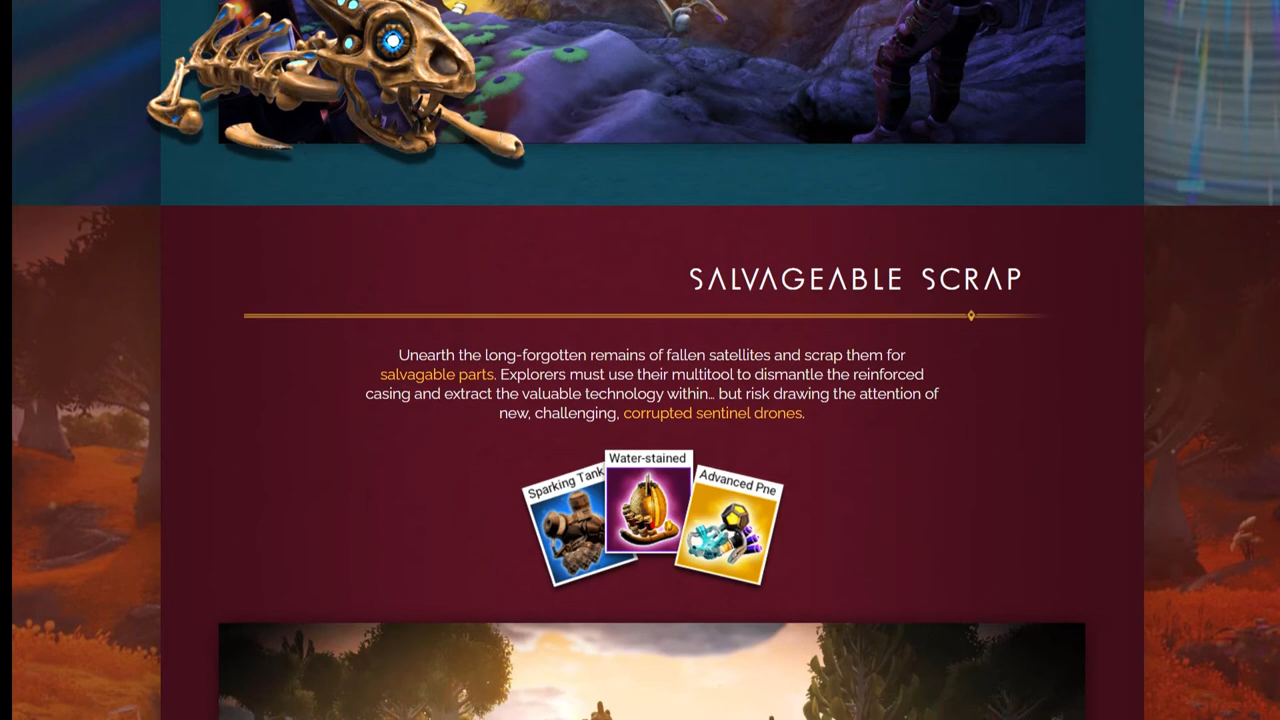 SALVAGEABLE SCRAP
Unearth the long-forgotten remains of fallen satellites and scrap them for
salvagable parts. Explorers must use their multitool to dismantle the reinforced
casing and extract the valuable technology within... but risk drawing the attention of
new, challenging, corrupted sentinel drones.
Sparking Tank
Water-stained
Advanced Pne